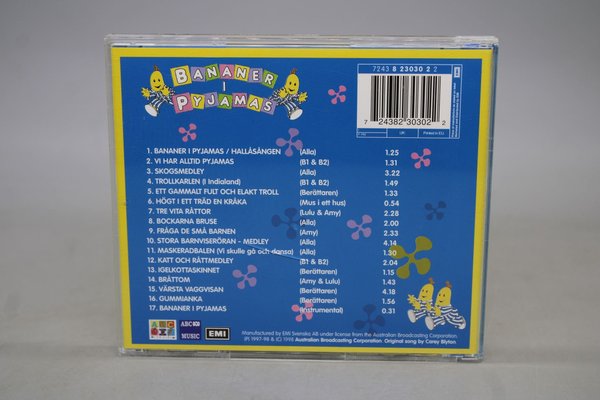 BANANER
I
PYJAMAS
7243 8 23030 2 2
7 24382 30302 2
UK
Printed in EU
1. BANANER I PYJAMAS / HALLÅSÅNGEN (Alla) 1.25
2. VI HAR ALLTID PYJAMAS (B1 & B2) 1.31
3. SKOGSMEDLEY (Alla) 3.22
4. TROLLKARLEN (I Indialand) (B1 & B2) 1.49
5. ETT GAMMALT FULT OCH ELAKT TROLL (Berättaren) 1.33
6. HÖGT I ETT TRÄD EN KRÅKA (Mus i ett hus) 0.54
7. TRE VITA RÅTTOR (Lulu & Amy) 2.28
8. BOCKARNA BRUSE (Alla) 2.00
9. FRÅGA DE SMÅ BARNEN (Amy) 2.33
10. STORA BARNVISERÖRAN - MEDLEY (Alla) 4.14
11. MASKERADBALEN (Vi skulle gå och dansa) (Alla) 1.30
12. KATT OCH RÅTTMEDLEY (B1 & B2) 2.04
13. IGELKOTTASKINNET (Berättaren) 1.15
14. BRÅTTOM (Amy & Lulu) 1.43
15. VÄRSTA VAGGVISAN (Berättaren) 4.18
16. GUMMIANKA (Berättaren) 1.56
17. BANANER I PYJAMAS (Instrumental) 0.31
ABC
ABC
MUSIC
EMI
Manufactured by EMI Svenska AB under license from the Australian Broadcasting Corporation.
(P) 1997-98 & (C) 1998 Australian Broadcasting Corporation. Original song by Carey Blyton